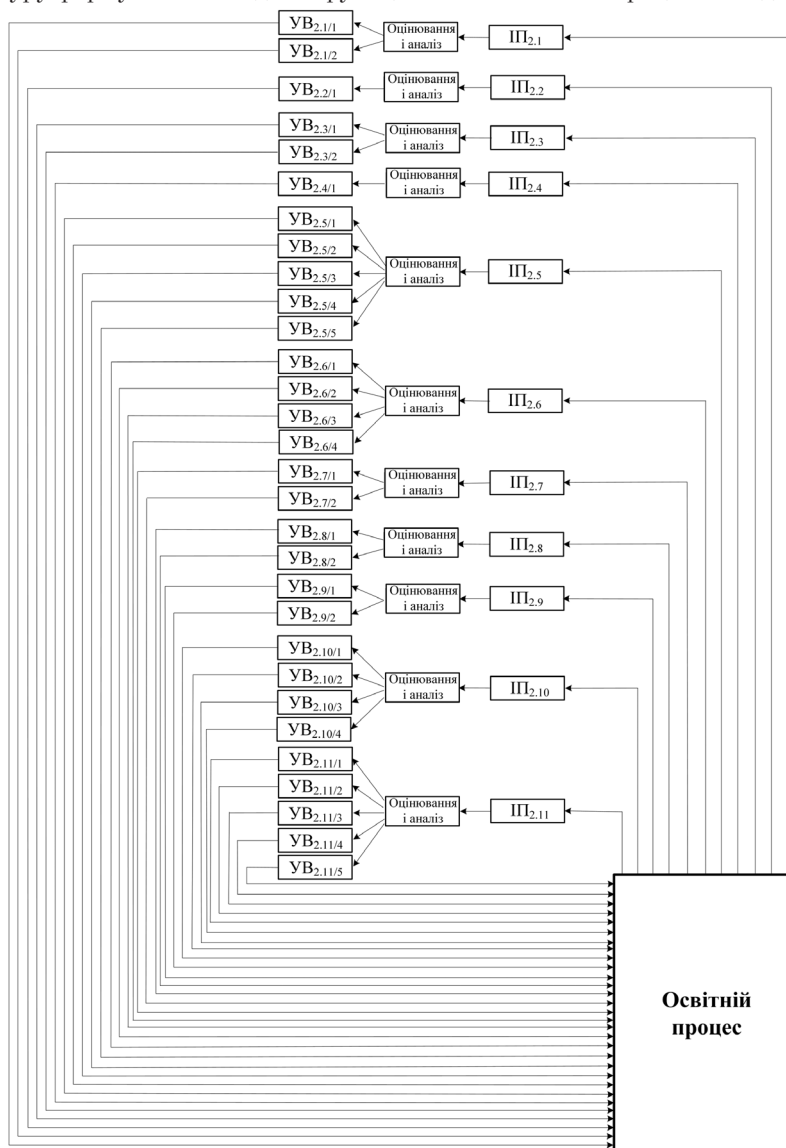 УВ2.1/1
Оцінювання
і аналіз
ІП2.1
УВ2.1/2
УВ2.2/1
Оцінювання
і аналіз
ІП2.2
УВ2.3/1
Оцінювання
і аналіз
ІП2.3
УВ2.3/2
УВ2.4/1
Оцінювання
і аналіз
ІП2.4
УВ2.5/1
УВ2.5/2
УВ2.5/3
Оцінювання
і аналіз
ІП2.5
УВ2.5/4
УВ2.5/5
УВ2.6/1
УВ2.6/2
Оцінювання
і аналіз
ІП2.6
УВ2.6/3
УВ2.6/4
УВ2.7/1
Оцінювання
і аналіз
ІП2.7
УВ2.7/2
УВ2.8/1
Оцінювання
і аналіз
ІП2.8
УВ2.8/2
УВ2.9/1
Оцінювання
і аналіз
ІП2.9
УВ2.9/2
УВ2.10/1
УВ2.10/2
Оцінювання
і аналіз
ІП2.10
УВ2.10/3
УВ2.10/4
УВ2.11/1
УВ2.11/2
УВ2.11/3
Оцінювання
і аналіз
ІП2.11
УВ2.11/4
УВ2.11/5
Освітній
процес